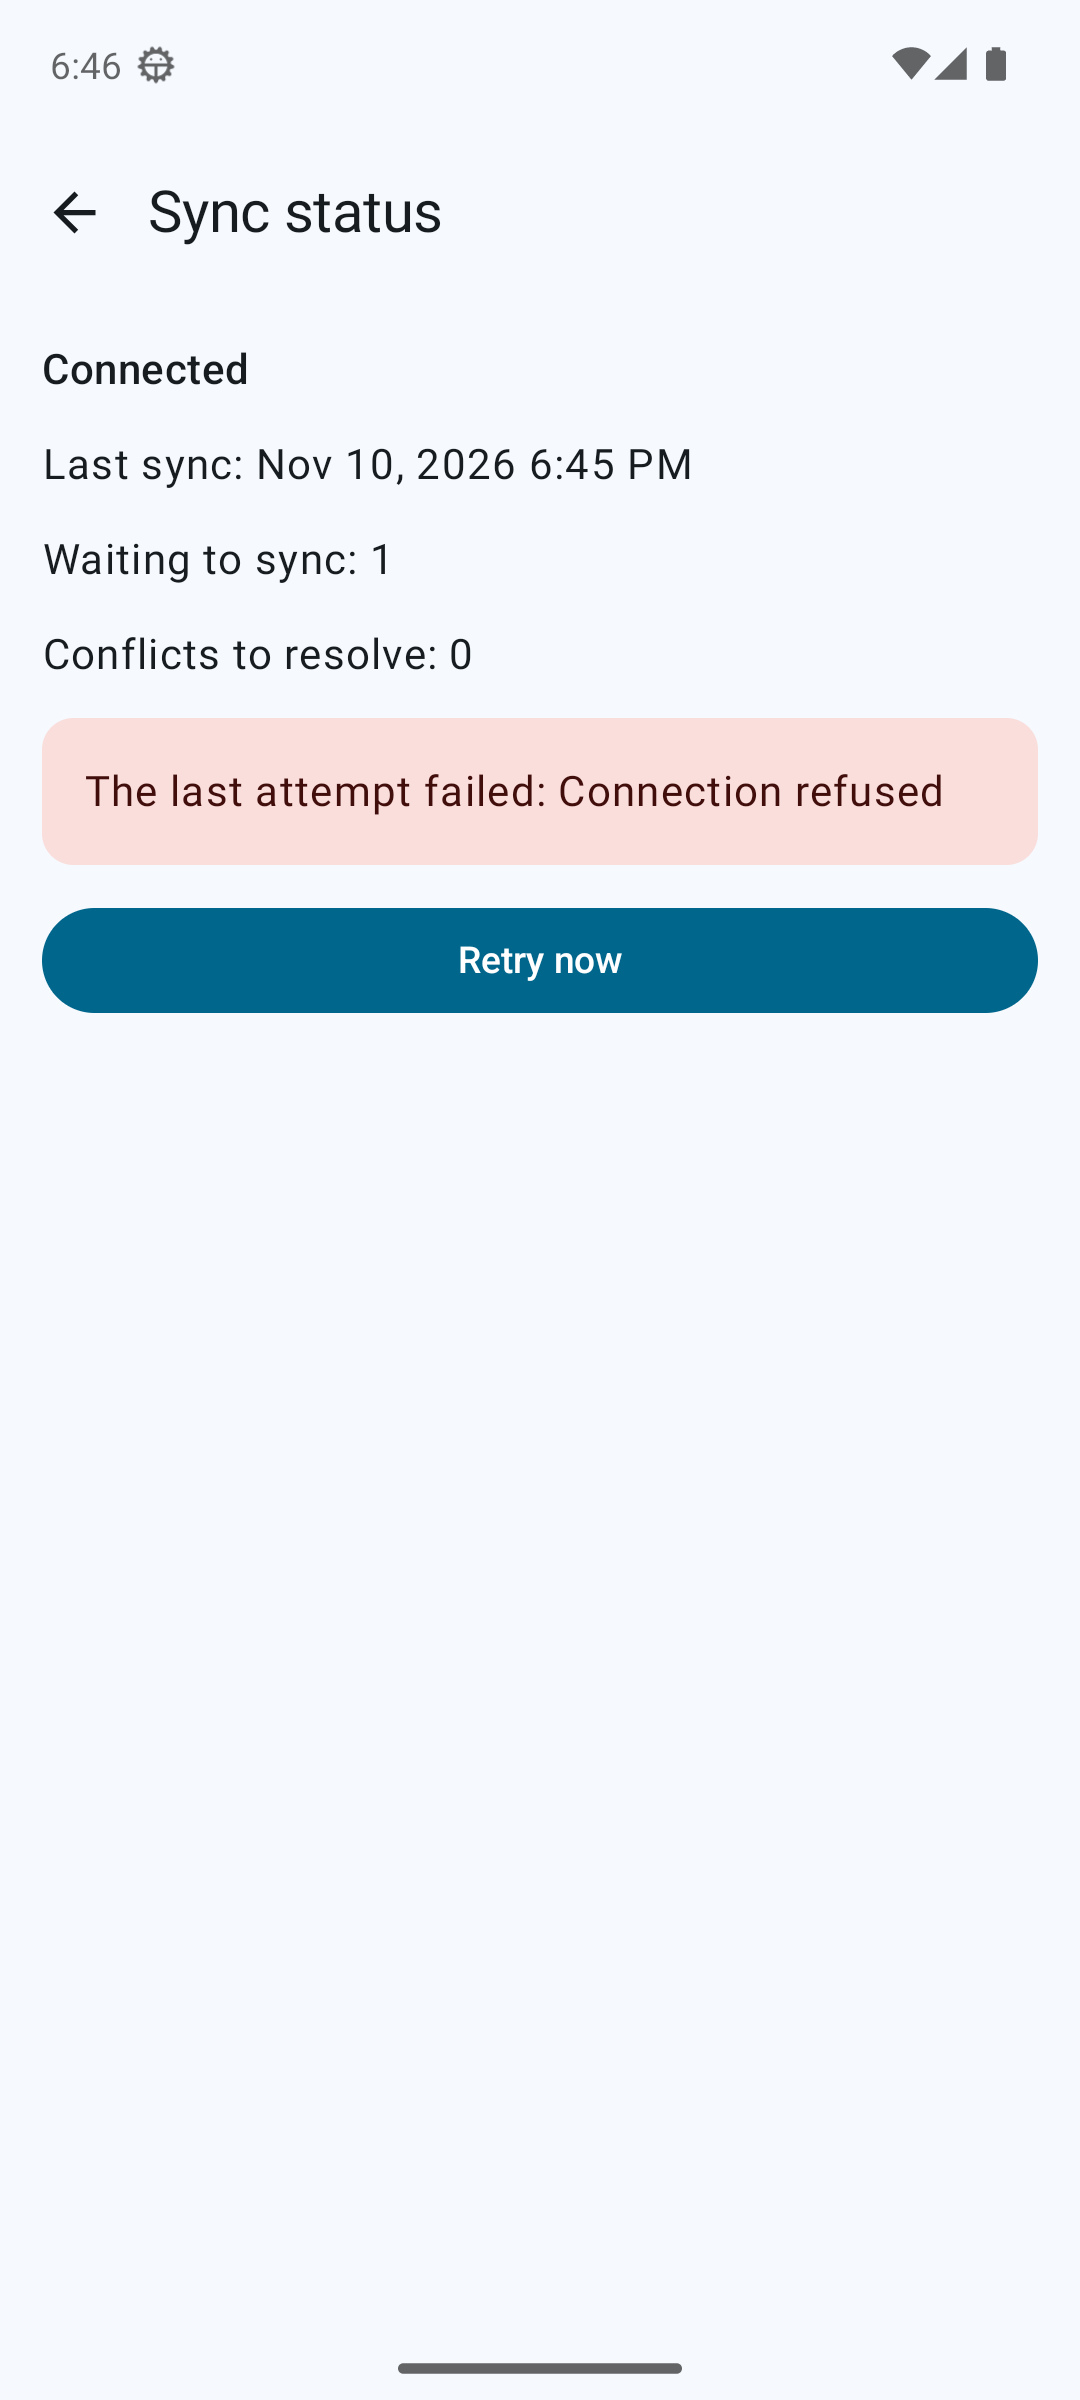 6:46
Sync status
Connected
Last sync: Nov 10, 2026 6:45 PM
Waiting to sync: 1
Conflicts to resolve: 0
The last attempt failed: Connection refused
Retry now